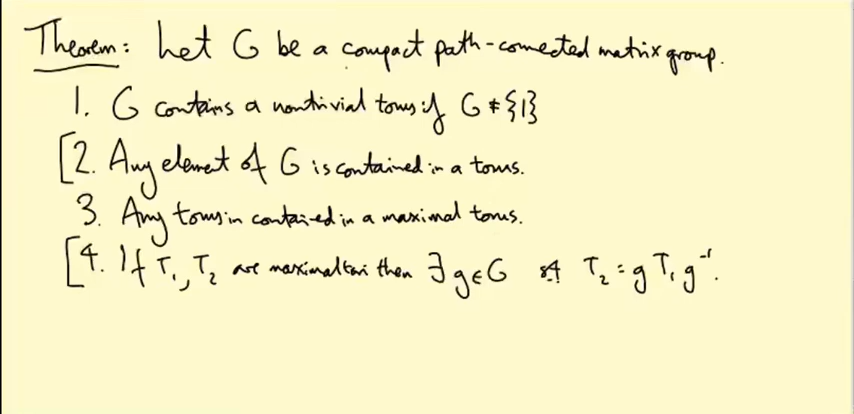 Theorem: Let G be a compact path-connected matrix group.
1. G contains a nontrivial torus if G ≠ {1}
[2. Any element of G is contained in a torus.
3. Any torus in contained in a maximal torus.
[4. If T₁, T₂ are maximal tori then ∃ g ∈ G st T₂ = g T₁ g⁻¹.